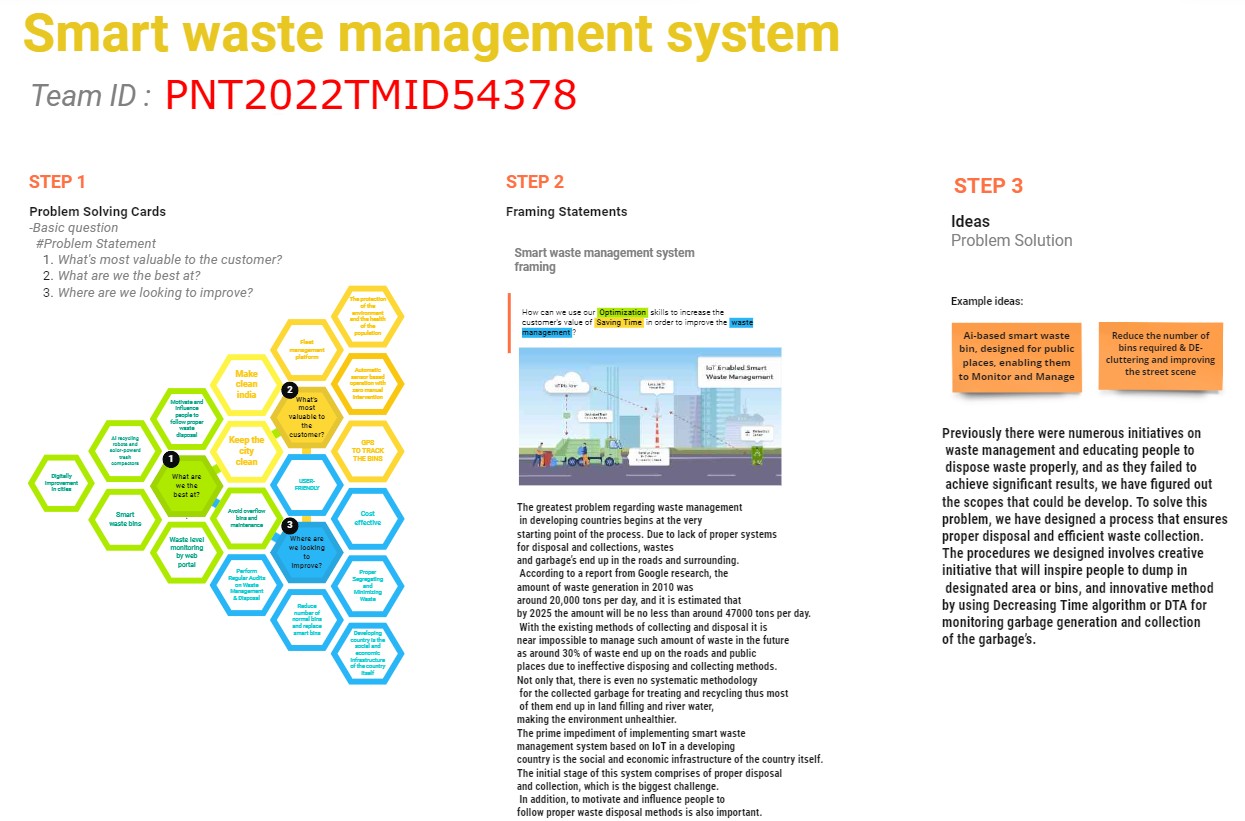 Smart waste management system
Team ID : PNT2022TMID54378
STEP 1
Problem Solving Cards
-Basic question
#Problem Statement
1. What's most valuable to the customer?
2. What are we the best at?
3. Where are we looking to improve?
The protection
of the
environment
and the health
of the
population
Fleet
management
platform
Make
clean
india
Automatic
sensor based
operation with
zero manual
intervention
2
What's
most
valuable to
the
customer?
Motivate and
influence
people to
follow proper
waste
disposal
Keep the
city
clean
GPS
TO TRACK
THE BINS
AI recycling
robots and
solar-powerd
trash
compactors
1
What are
we the
best at?
USER-
FRIENDLY
Digitally
improvement
in cities
Avoid overflow
bins and
maintenance
Cost
effective
Smart
waste bins
3
Where are
we looking
to
improve?
Waste level
monitoring
by web
portal
Perform
Regular Audits
on Waste
Management
& Disposal
Proper
Segregating
and
Minimizing
Waste
Reduce
number of
normal bins
and replace
smart bins
Developing
country is the
social and
economic
infrastructure
of the country
itself
STEP 2
Framing Statements
Smart waste management system
framing
How can we use our Optimization skills to increase the
customer's value of Saving Time in order to improve the waste
management ?
IoT Enabled Smart
Waste Management
The greatest problem regarding waste management
in developing countries begins at the very
starting point of the process. Due to lack of proper systems
for disposal and collections, wastes
and garbage's end up in the roads and surrounding.
According to a report from Google research, the
amount of waste generation in 2010 was
around 20,000 tons per day, and it is estimated that
by 2025 the amount will be no less than around 47000 tons per day.
With the existing methods of collecting and disposal it is
near impossible to manage such amount of waste in the future
as around 30% of waste end up on the roads and public
places due to ineffective disposing and collecting methods.
Not only that, there is even no systematic methodology
for the collected garbage for treating and recycling thus most
of them end up in land filling and river water,
making the environment unhealthier.
The prime impediment of implementing smart waste
management system based on IoT in a developing
country is the social and economic infrastructure of the country itself.
The initial stage of this system comprises of proper disposal
and collection, which is the biggest challenge.
In addition, to motivate and influence people to
follow proper waste disposal methods is also important.
STEP 3
Ideas
Problem Solution
Example ideas:
Ai-based smart waste
bin, designed for public
places, enabling them
to Monitor and Manage
Reduce the number of
bins required & DE-
cluttering and improving
the street scene
Previously there were numerous initiatives on
waste management and educating people to
dispose waste properly, and as they failed to
achieve significant results, we have figured out
the scopes that could be develop. To solve this
problem, we have designed a process that ensures
proper disposal and efficient waste collection.
The procedures we designed involves creative
initiative that will inspire people to dump in
designated area or bins, and innovative method
by using Decreasing Time algorithm or DTA for
monitoring garbage generation and collection
of the garbage's.